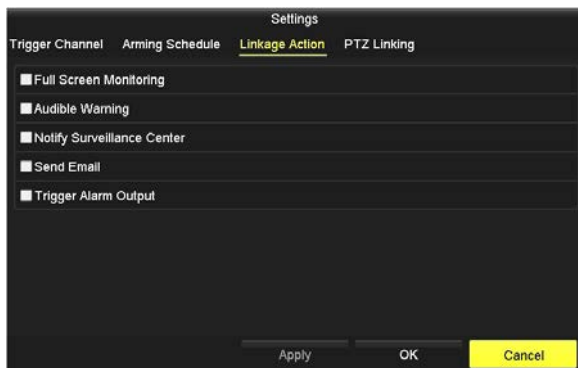 Settings
Trigger Channel Arming Schedule Linkage Action PTZ Linking
Full Screen Monitoring
Audible Warning
Notify Surveillance Center
Send Email
Trigger Alarm Output
Apply OK Cancel